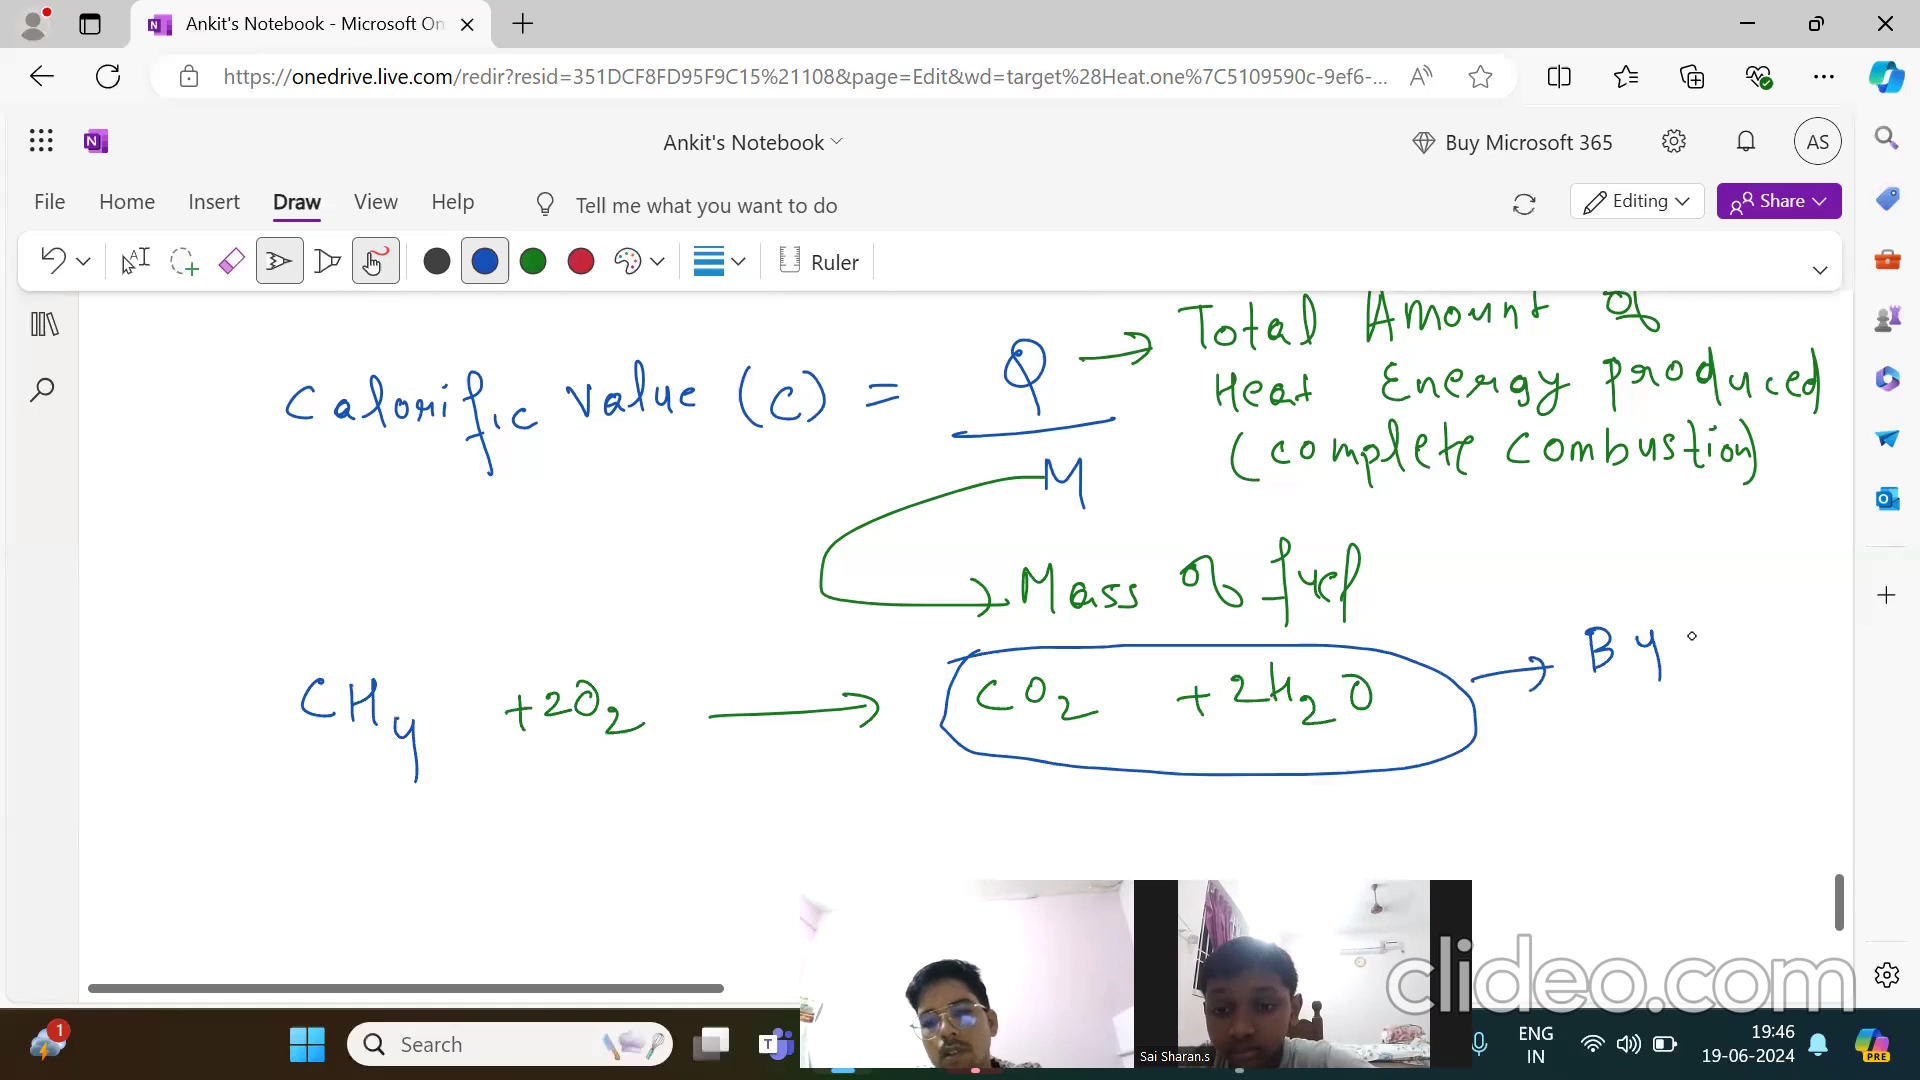 Ankit's Notebook - Microsoft On
https://onedrive.live.com/redir?resid=351DCF8FD95F9C15%21108&page=Edit&wd=target%28Heat.one%7C5109590c-9ef6-...
Ankit's Notebook
Buy Microsoft 365
AS
File Home Insert Draw View Help Tell me what you want to do
Editing Share
Ruler
Total Amount of
Calorific value (c) = Q Heat Energy produced
(complete combustion)
M
Mass of fuel
By
CH4 +2O2 CO2 +2H2O
clideo.com
Sai Sharan.s
1 Search ENG 19:46
IN 19-06-2024
PRE